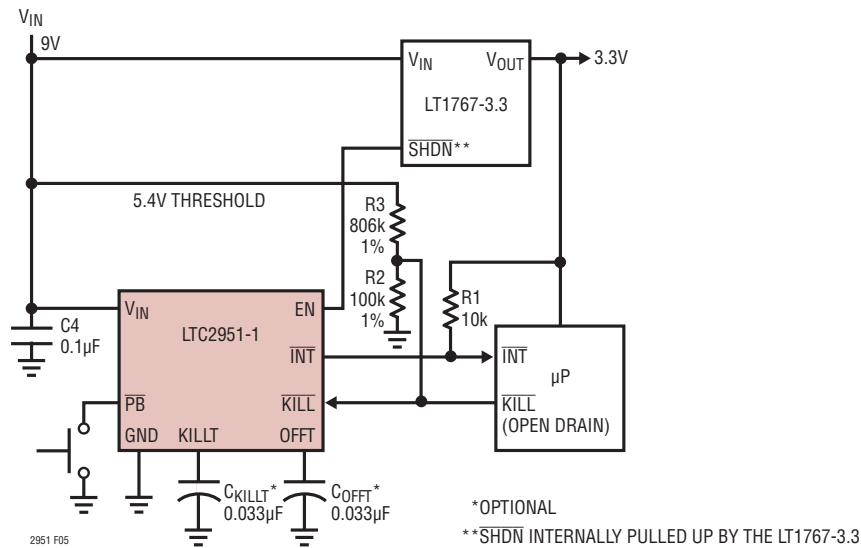 VIN
9V
VIN
VOUT
3.3V
LT1767-3.3
SHDN**
5.4V THRESHOLD
R3
806k
1%
R2
100k
1%
R1
10k
VIN
EN
LTC2951-1
C4
0.1µF
INT
INT
µP
PB
KILL
KILL
(OPEN DRAIN)
GND
KILLT
OFFT
CKILLT*
0.033µF
COFFT*
0.033µF
*OPTIONAL
**SHDN INTERNALLY PULLED UP BY THE LT1767-3.3
2951 F05